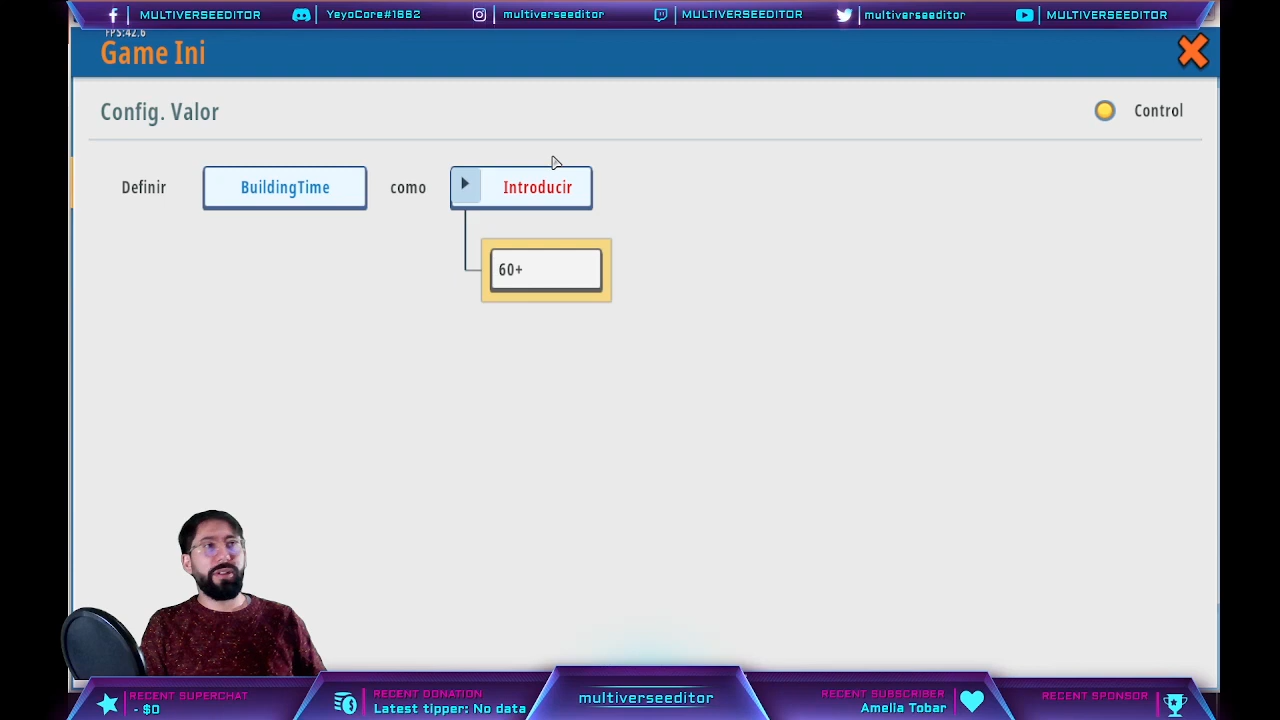 MULTIVERSEEDITOR
YeyoCore#1682
multiverseeditor
MULTIVERSEEDITOR
multiverseeditor
MULTIVERSEEDITOR
FPS:42.6
Game Ini
Config. Valor
Control
Definir
BuildingTime
como
Introducir
60+
RECENT SUPERCHAT
- $0
RECENT DONATION
Latest tipper: No data
multiverseeditor
RECENT SUBSCRIBER
Amelia Tobar
RECENT SPONSOR